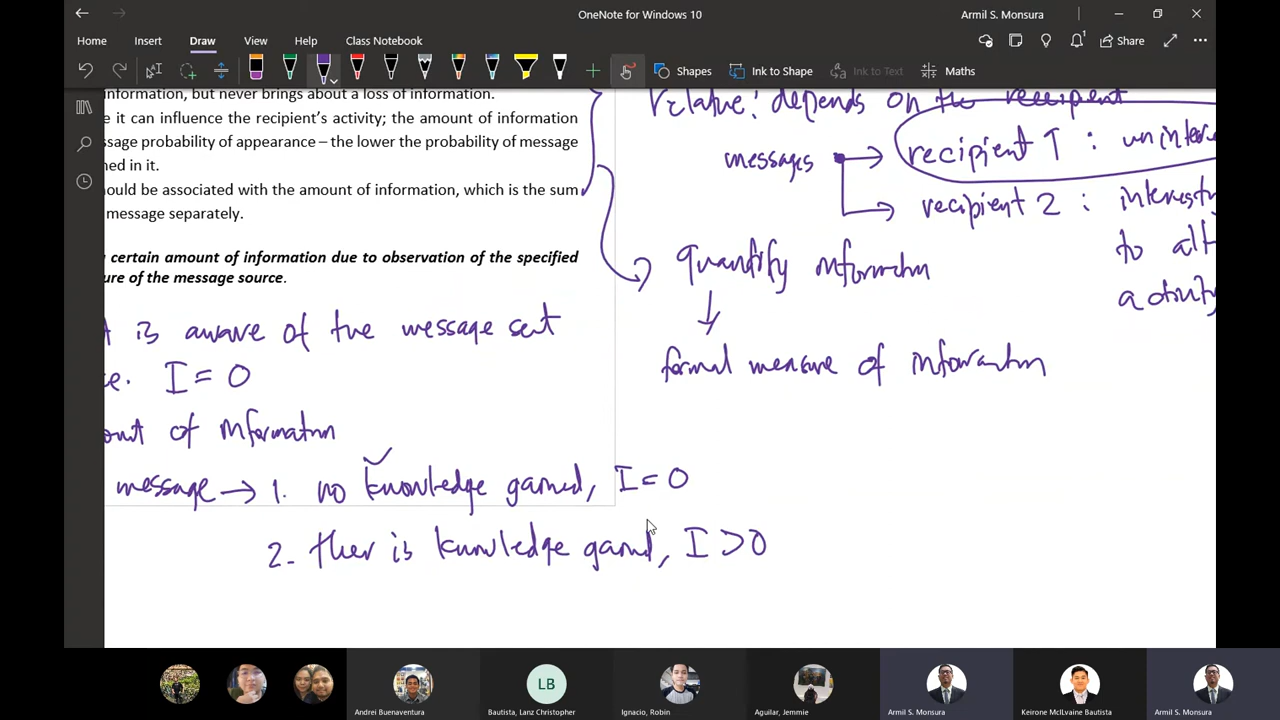 OneNote for Windows 10
Armil S. Monsura
Home Insert Draw View Help Class Notebook
Share
Shapes
Ink to Shape
Ink to Text
Maths
information, but never brings about a loss of information.
e it can influence the recipient's activity; the amount of information
ssage probability of appearance – the lower the probability of message
ned in it.
ould be associated with the amount of information, which is the sum
message separately.
certain amount of information due to observation of the specified
ure of the message source.
is aware of the message sent
ce. I = 0
ount of information
message → 1. no knowledge gained, I = 0
2. ther is knowledge gained, I > 0
relative: depends on the recipient
messages
recipient 1 : uninter
recipient 2 : interesty
to alt
activity
quantify information
formal measure of information
Andrei Buenaventura
LB
Bautista, Lanz Christopher
Ignacio, Robin
Aguilar, Jemmie
Armil S. Monsura
Keirone McIlvaine Bautista
Armil S. Monsura